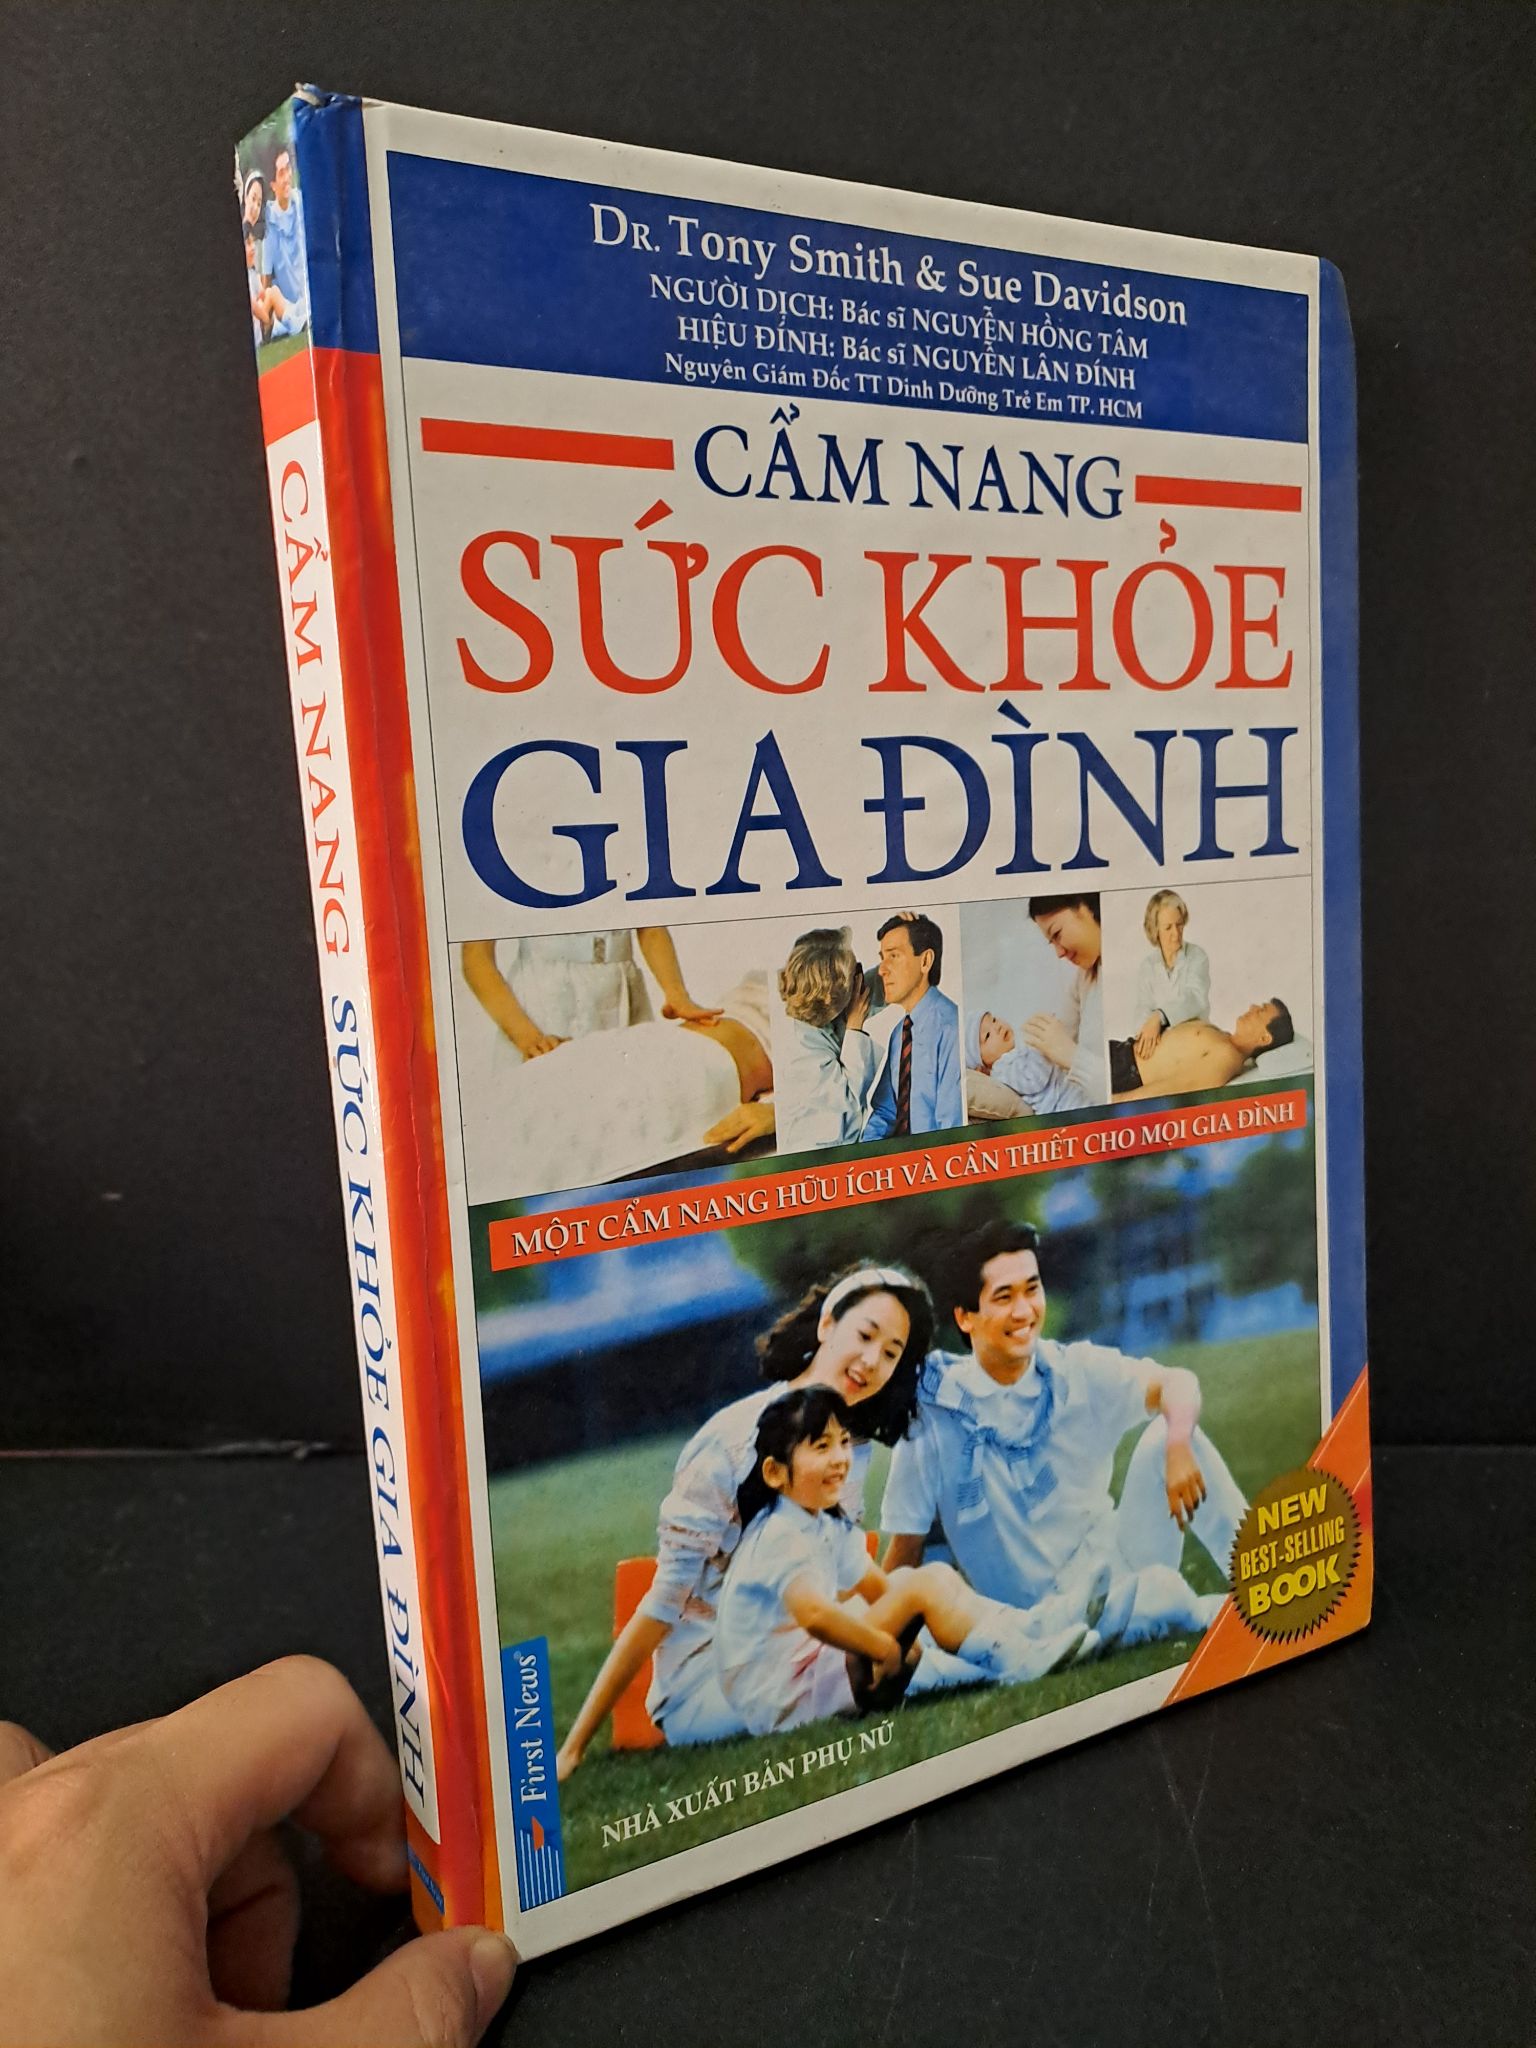 DR. Tony Smith & Sue Davidson
NGƯỜI DỊCH: Bác sĩ NGUYỄN HỒNG TÂM
HIỆU ĐÍNH: Bác sĩ NGUYỄN LÂN ĐÍNH
Nguyên Giám Đốc TT Dinh Dưỡng Trẻ Em TP. HCM
CẨM NANG
SỨC KHỎE
GIA ĐÌNH
MỘT CẨM NANG HỮU ÍCH VÀ CẦN THIẾT CHO MỌI GIA ĐÌNH
NEW
BEST-SELLING
BOOK
First News
NHÀ XUẤT BẢN PHỤ NỮ
CẨM NANG SỨC KHỎE GIA ĐÌNH